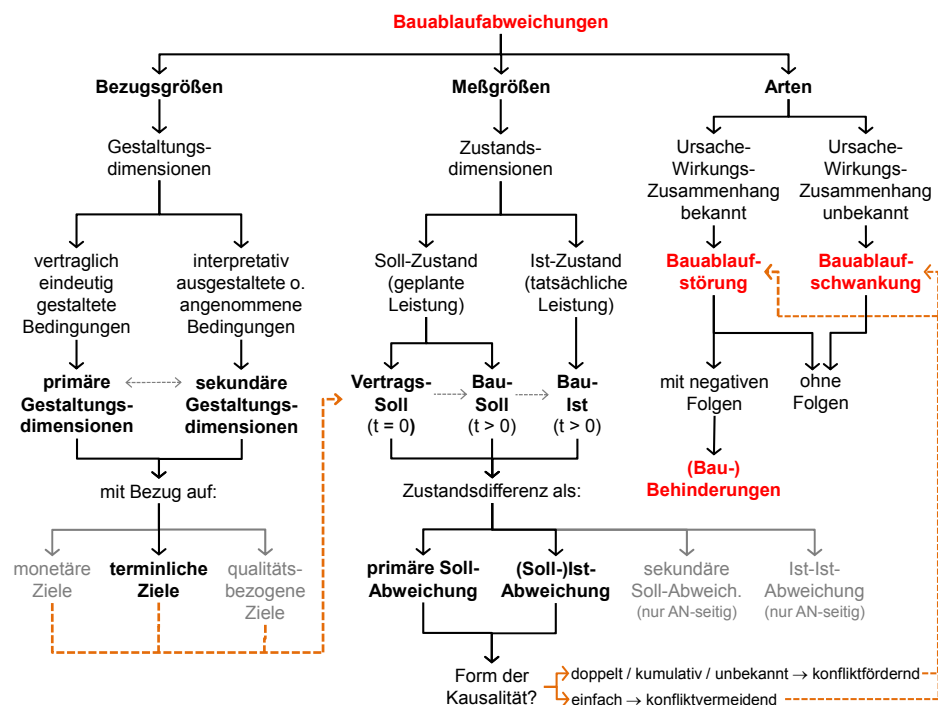 Bauablaufabweichungen
Bezugsgrößen
Meßgrößen
Arten
Gestaltungs-
dimensionen
Zustands-
dimensionen
Ursache-
Wirkungs-
Zusammenhang
bekannt
Ursache-
Wirkungs-
Zusammenhang
unbekannt
vertraglich
eindeutig
gestaltete
Bedingungen
interpretativ
ausgestaltete o.
angenommene
Bedingungen
Soll-Zustand
(geplante
Leistung)
Ist-Zustand
(tatsächliche
Leistung)
Bauablauf-
störung
Bauablauf-
schwankung
primäre
Gestaltungs-
dimensionen
sekundäre
Gestaltungs-
dimensionen
Vertrags-
Soll
(t = 0)
Bau-
Soll
(t > 0)
Bau-
Ist
(t > 0)
mit negativen
Folgen
ohne
Folgen
(Bau-)
Behinderungen
mit Bezug auf:
Zustandsdifferenz als:
monetäre
Ziele
terminliche
Ziele
qualitäts-
bezogene
Ziele
primäre Soll-
Abweichung
(Soll-)Ist-
Abweichung
sekundäre
Soll-Abweich.
(nur AN-seitig)
Ist-Ist-
Abweichung
(nur AN-seitig)
Form der
Kausalität?
doppelt / kumulativ / unbekannt → konfliktfördernd
einfach → konfliktvermeidend